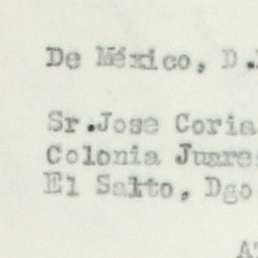 De México, D.
Sr.Jose Coria
Colonia Juare
El Salto, Dgo
A